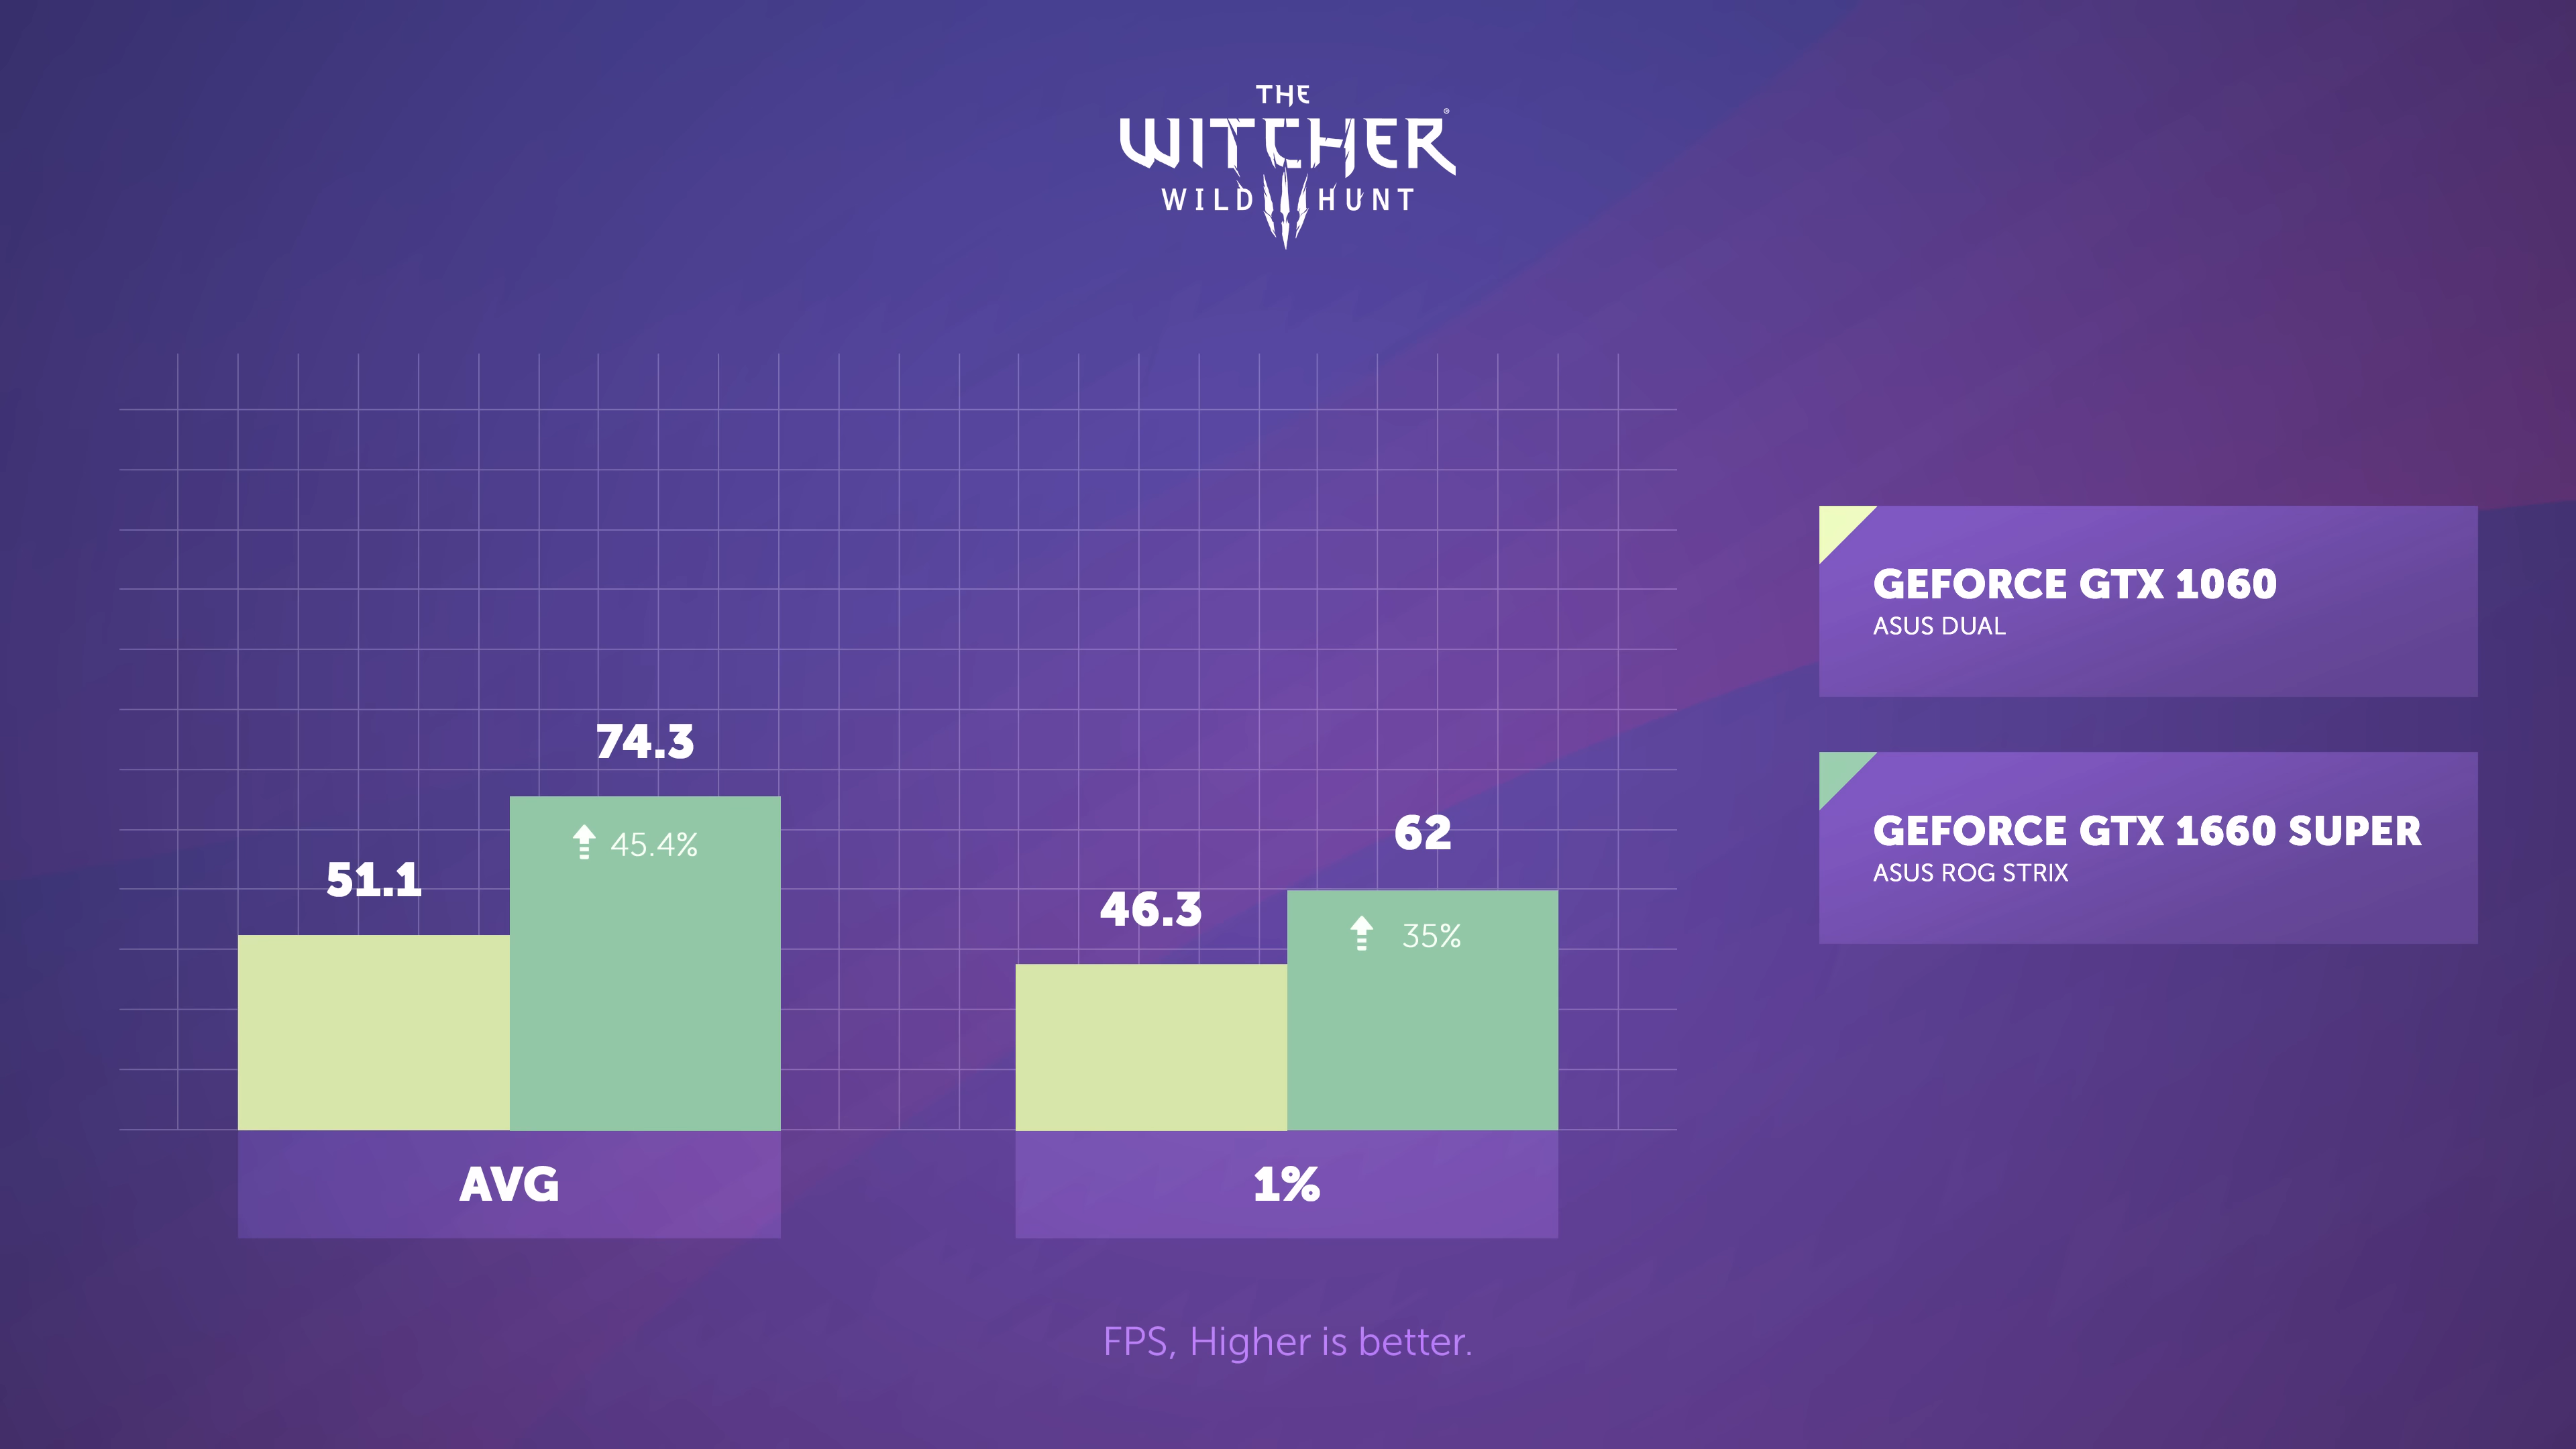 THE
WITCHER®
WILD HUNT
74.3
45.4%
51.1
62
35%
46.3
AVG
1%
GEFORCE GTX 1060
ASUS DUAL
GEFORCE GTX 1660 SUPER
ASUS ROG STRIX
FPS, Higher is better.